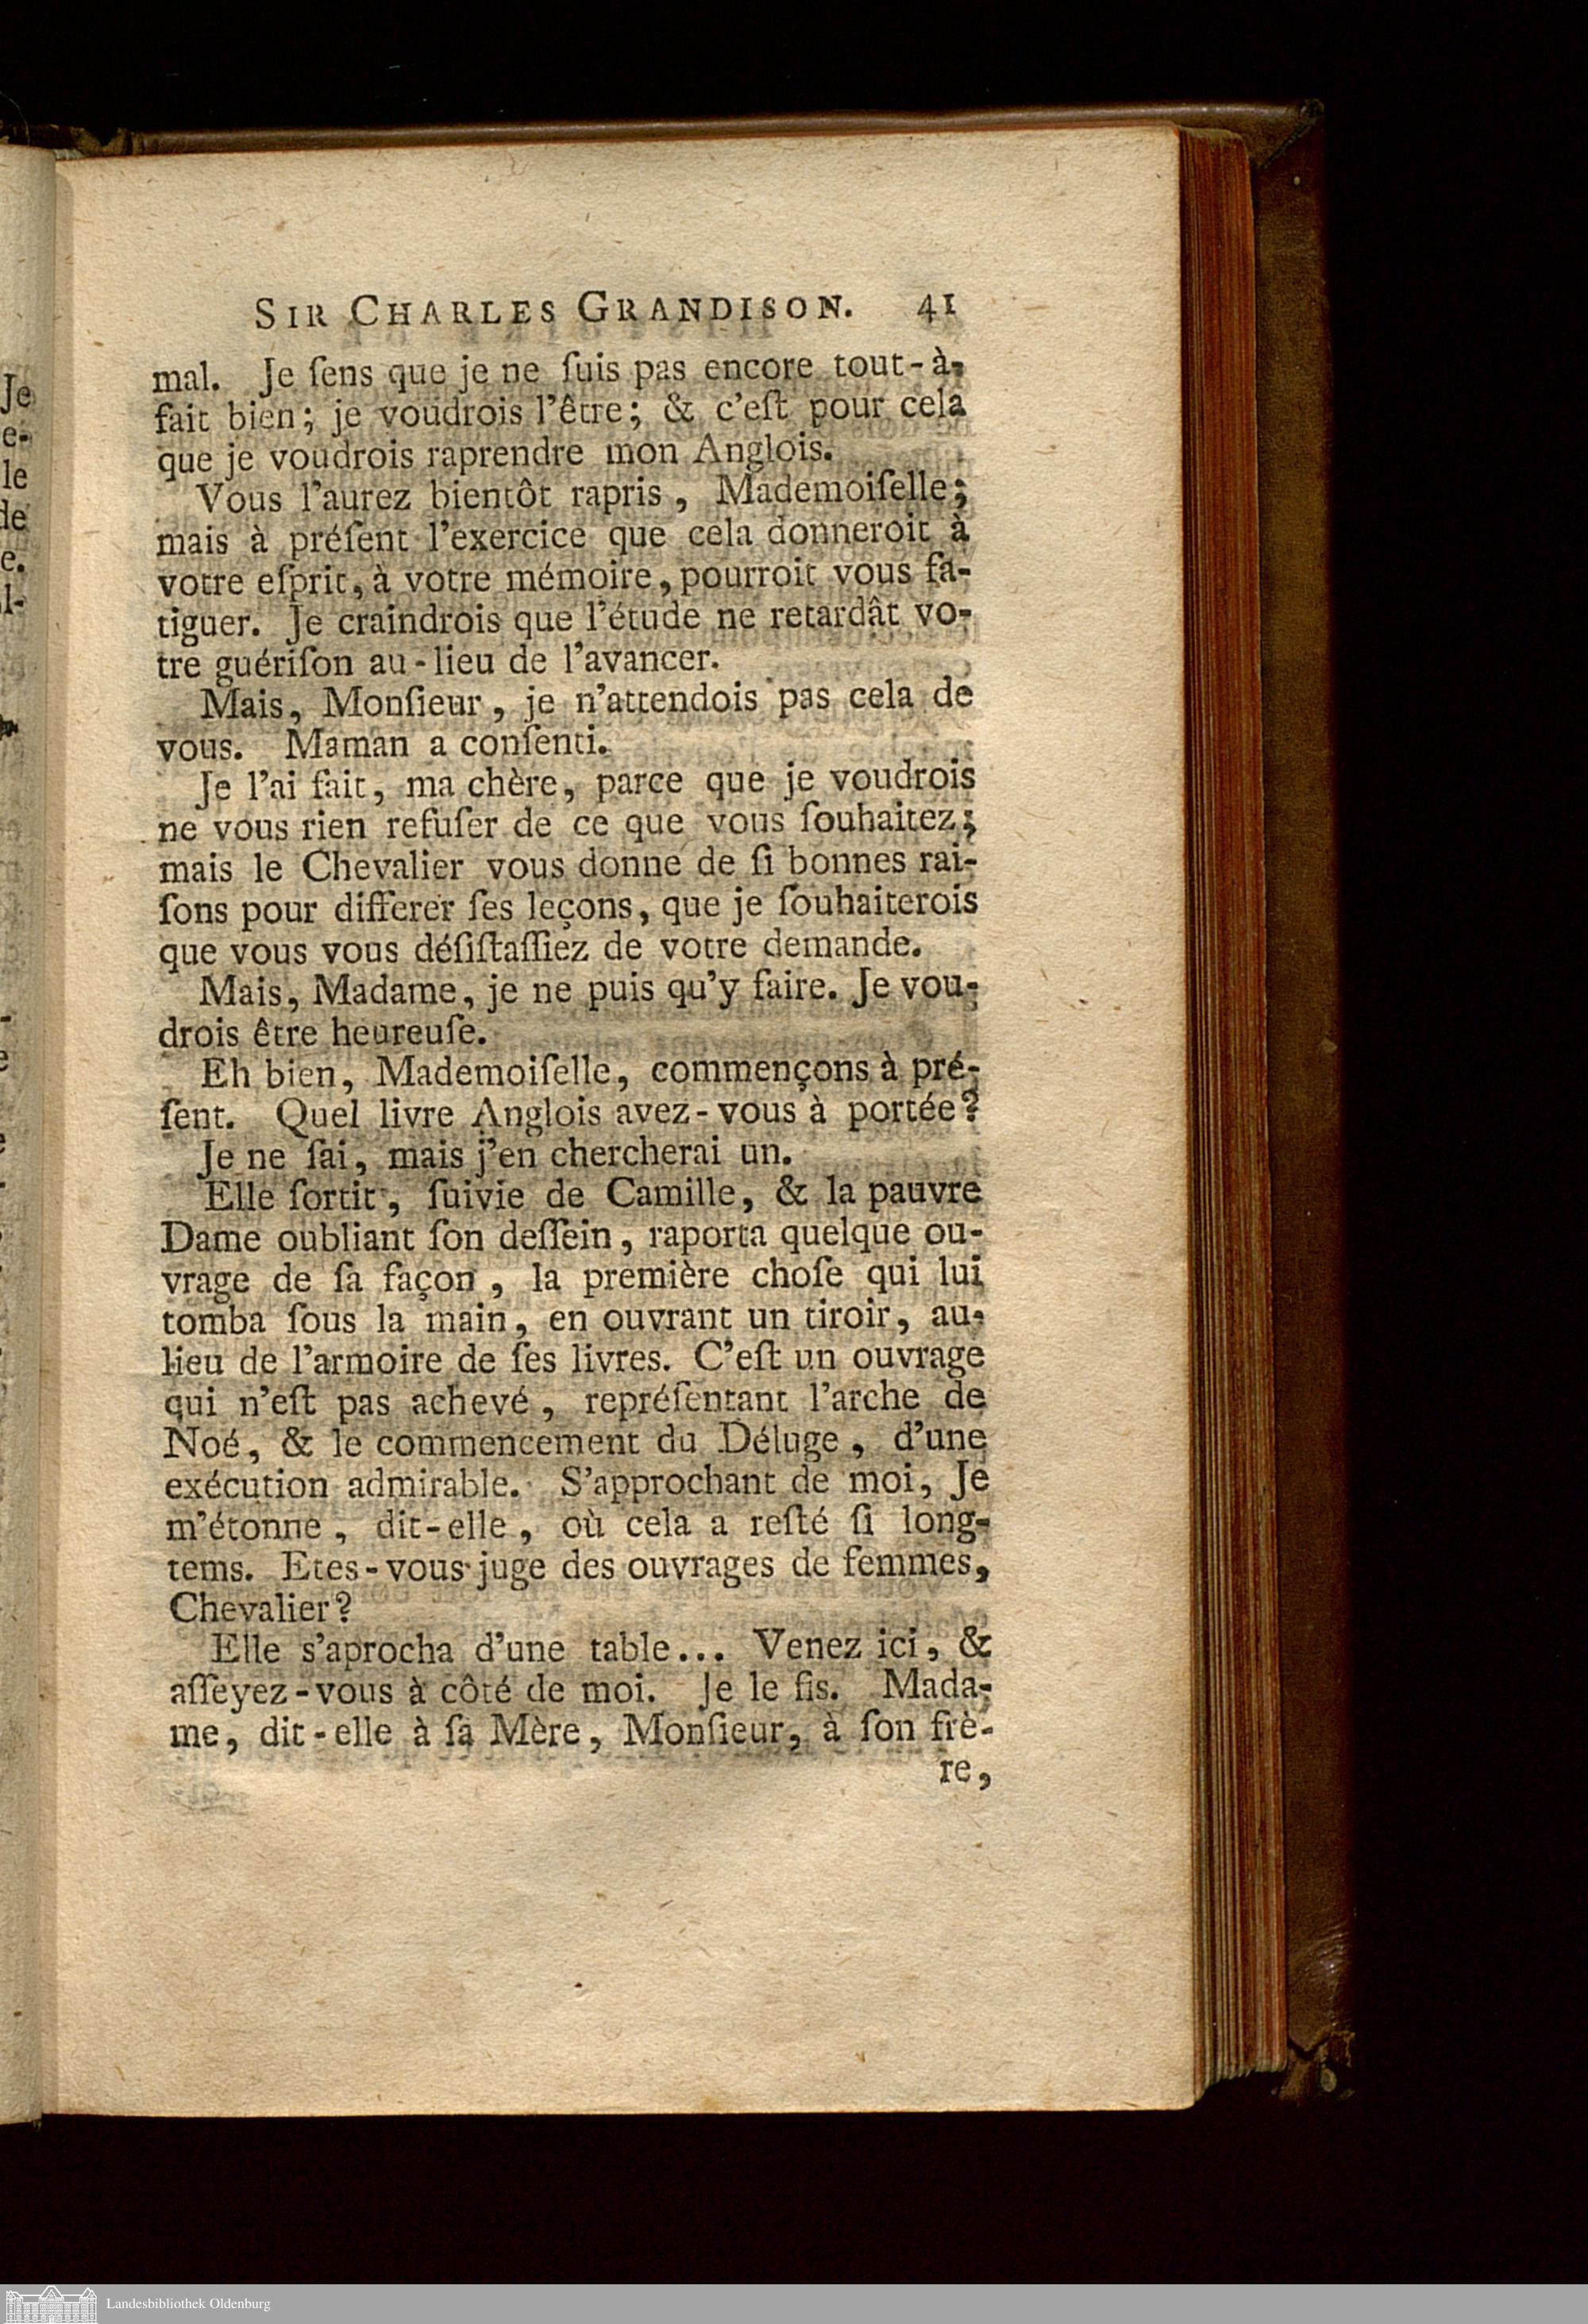 SIR CHARLES GRANDISON. 41
mal. Je ſens que je ne ſuis pas encore tout-à-
fait bien; je voudrois l'être; & c'eſt pour cela
que je voudrois raprendre mon Anglois.
Vous l'aurez bientôt rapris, Mademoiſelle;
mais à préſent l'exercice que cela donneroit à
votre eſprit, à votre mémoire, pourroit vous fa-
tiguer. Je craindrois que l'étude ne retardât vo-
tre guériſon au-lieu de l'avancer.
Mais, Monſieur, je n'attendois pas cela de
vous. Maman a conſenti.
Je l'ai fait, ma chère, parce que je voudrois
ne vous rien refuſer de ce que vous ſouhaitez;
mais le Chevalier vous donne de ſi bonnes rai-
ſons pour differer ſes leçons, que je ſouhaiterois
que vous vous déſiſtaſſiez de votre demande.
Mais, Madame, je ne puis qu'y faire. Je vou-
drois être heureuſe.
Eh bien, Mademoiſelle, commençons à pré-
ſent. Quel livre Anglois avez-vous à portée?
Je ne ſai, mais j'en chercherai un.
Elle ſortit, ſuivie de Camille, & la pauvre
Dame oubliant ſon deſſein, raporta quelque ou-
vrage de ſa façon, la première choſe qui lui
tomba ſous la main, en ouvrant un tiroir, au-
lieu de l'armoire de ſes livres. C'eſt un ouvrage
qui n'eſt pas achevé, repréſentant l'arche de
Noé, & le commencement du Déluge, d'une
exécution admirable. S'approchant de moi, Je
m'étonne, dit-elle, où cela a reſté ſi long-
tems. Etes-vous juge des ouvrages de femmes,
Chevalier?
Elle s'aprocha d'une table... Venez ici, &
aſſeyez-vous à côté de moi. Je le fis. Mada-
me, dit-elle à ſa Mère, Monſieur, à ſon frè-
re,
Je
e-
le
de
e.
l-
Landesbibliothek Oldenburg